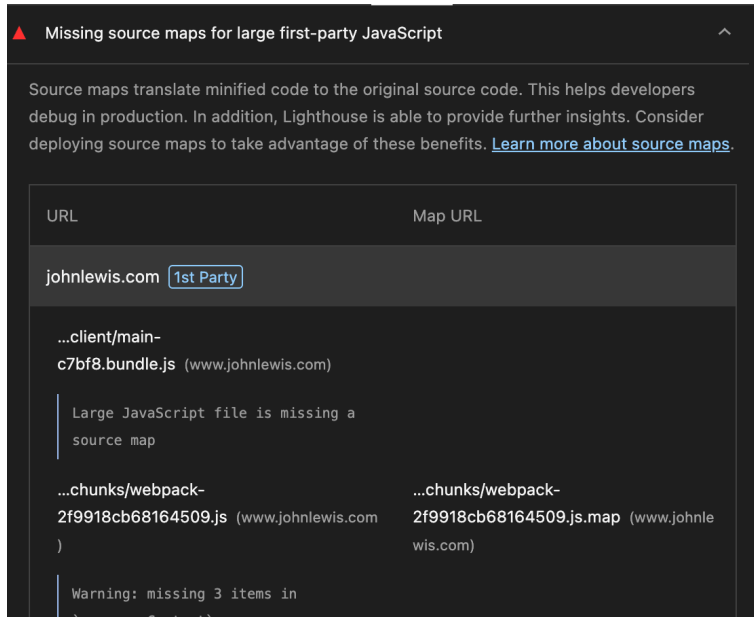 Missing source maps for large first-party JavaScript
Source maps translate minified code to the original source code. This helps developers
debug in production. In addition, Lighthouse is able to provide further insights. Consider
deploying source maps to take advantage of these benefits. Learn more about source maps.
URL
Map URL
johnlewis.com 1st Party
...client/main-
c7bf8.bundle.js (www.johnlewis.com)
Large JavaScript file is missing a
source map
...chunks/webpack-
2f9918cb68164509.js (www.johnlewis.com
)
...chunks/webpack-
2f9918cb68164509.js.map (www.johnle
wis.com)
Warning: missing 3 items in